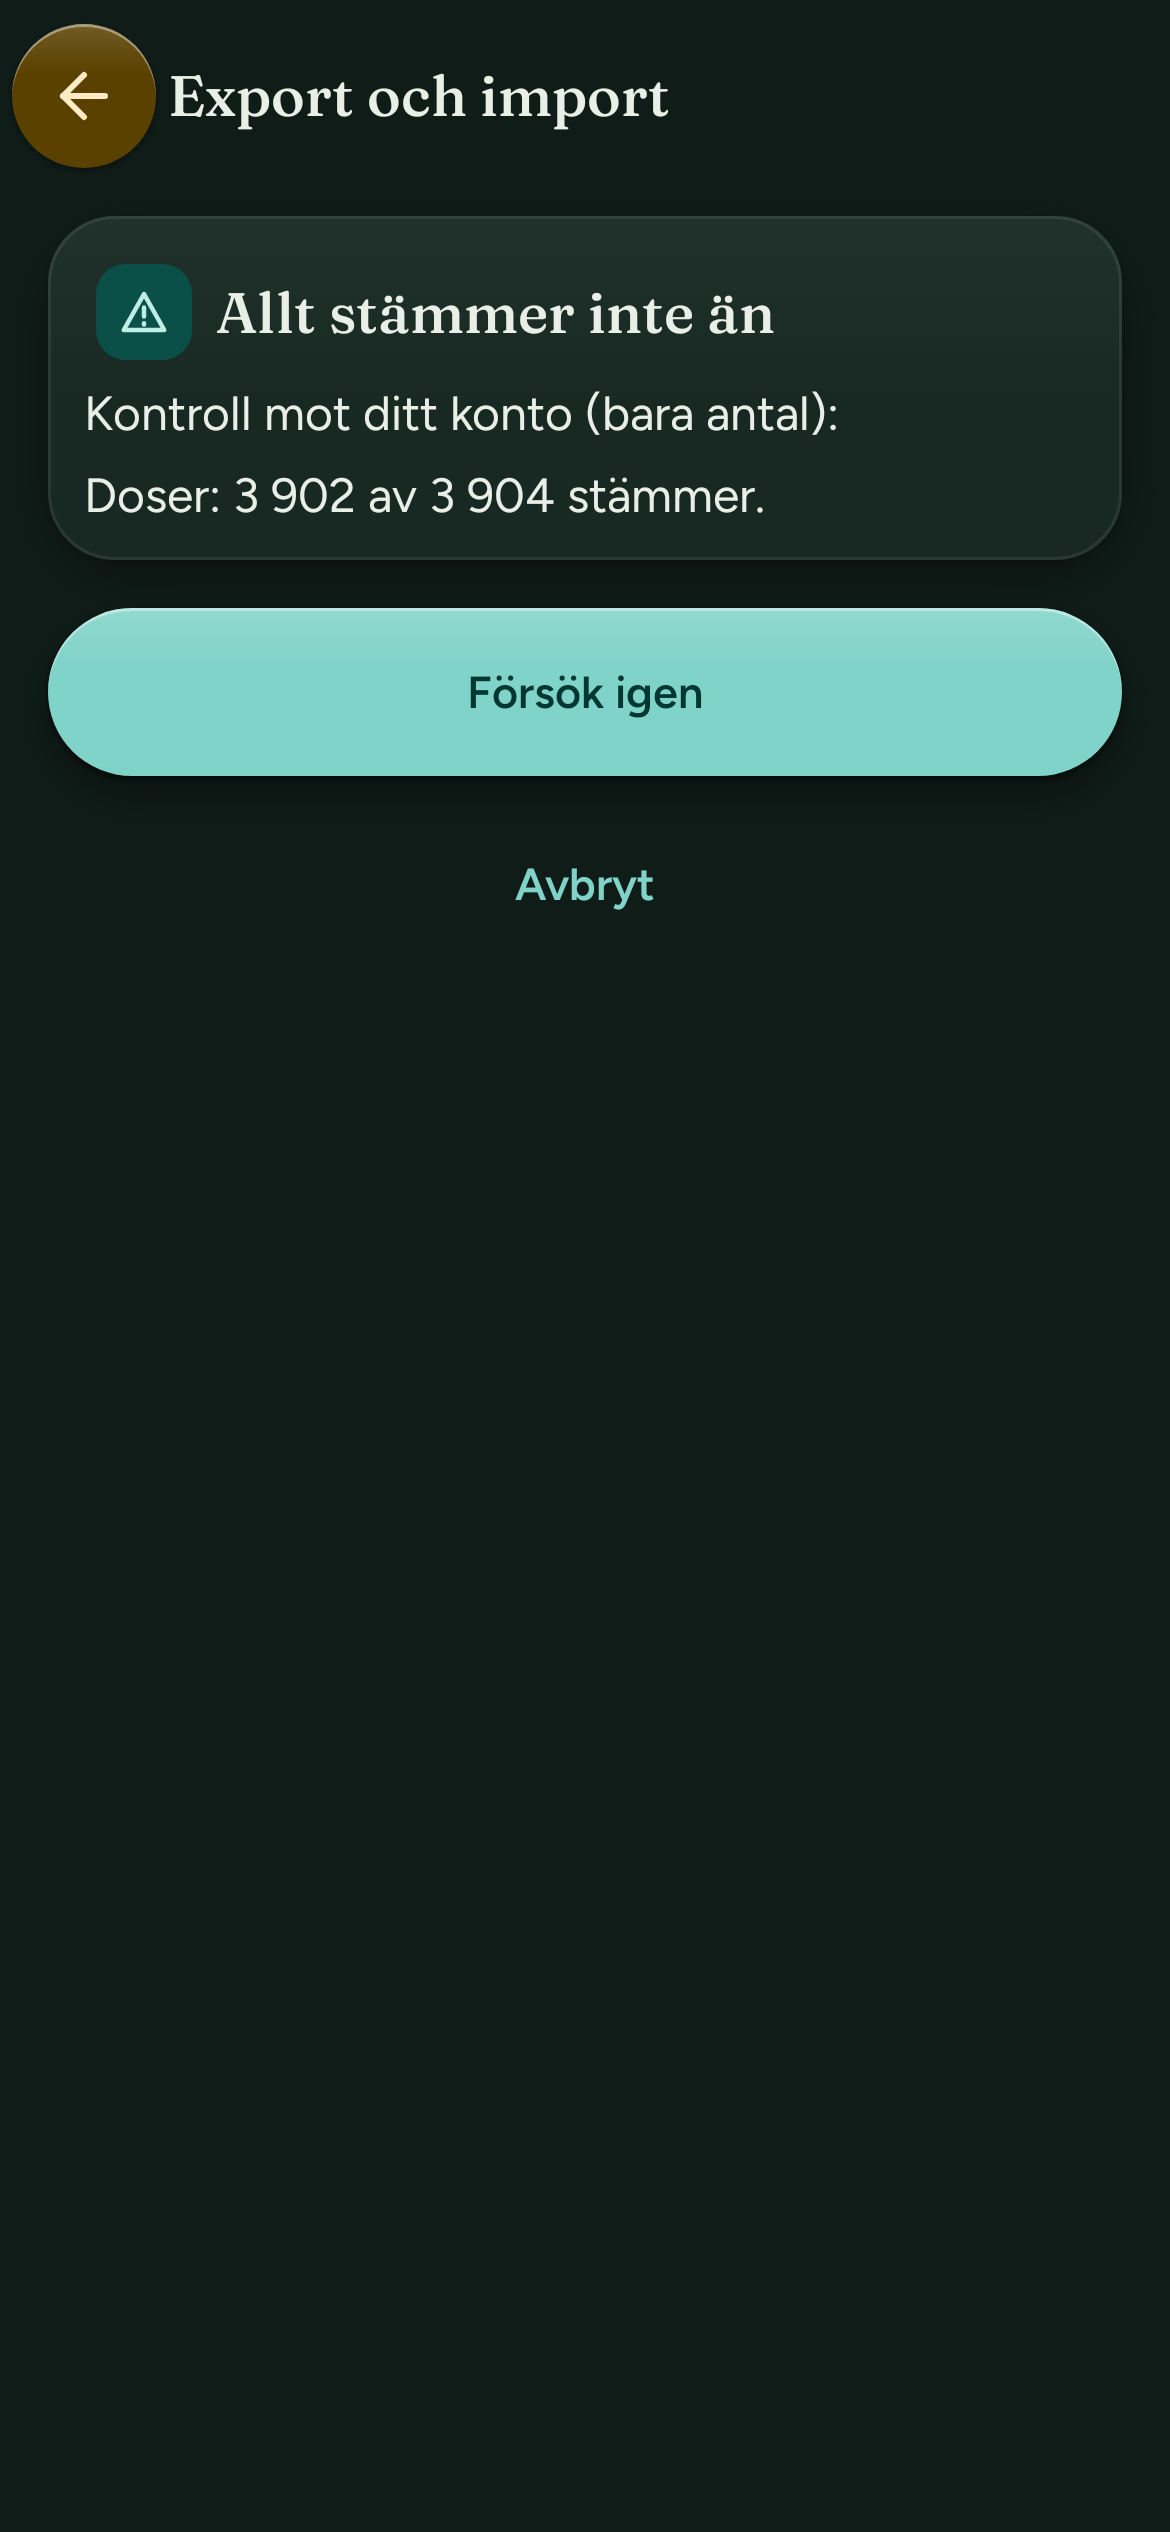 Export och import
Allt stämmer inte än
Kontroll mot ditt konto (bara antal):
Doser: 3 902 av 3 904 stämmer.
Försök igen
Avbryt